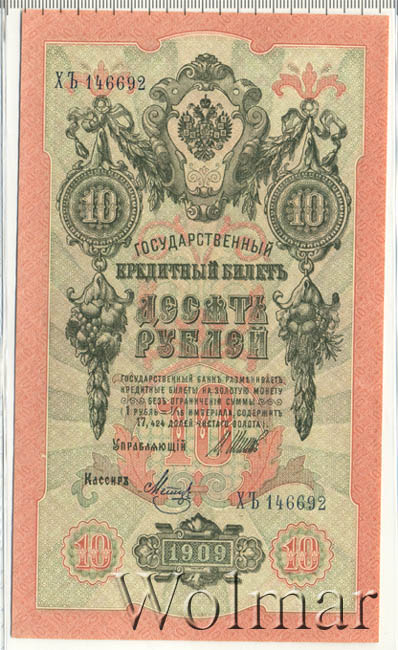 ХЪ 146692
10 10
ГОСУДАРСТВЕННЫЙ
КРЕДИТНЫЙ БИЛЕТЪ
ДЕСЯТЬ
РУБЛЕЙ
ГОСУДАРСТВЕННЫЙ БАНКЪ РАЗМѢНИВАЕТЪ
КРЕДИТНЫЕ БИЛЕТЫ НА ЗОЛОТУЮ МОНЕТУ
БЕЗЪ ОГРАНИЧЕНІЯ СУММЫ
(1 РУБЛЬ = 1/15 ИМПЕРІАЛА, СОДЕРЖИТЪ
17,424 ДОЛЕЙ ЧИСТАГО ЗОЛОТА).
10
УПРАВЛЯЮЩІЙ
КАССИРЪ
ХЪ 146692
10 1909 10
Wolmar